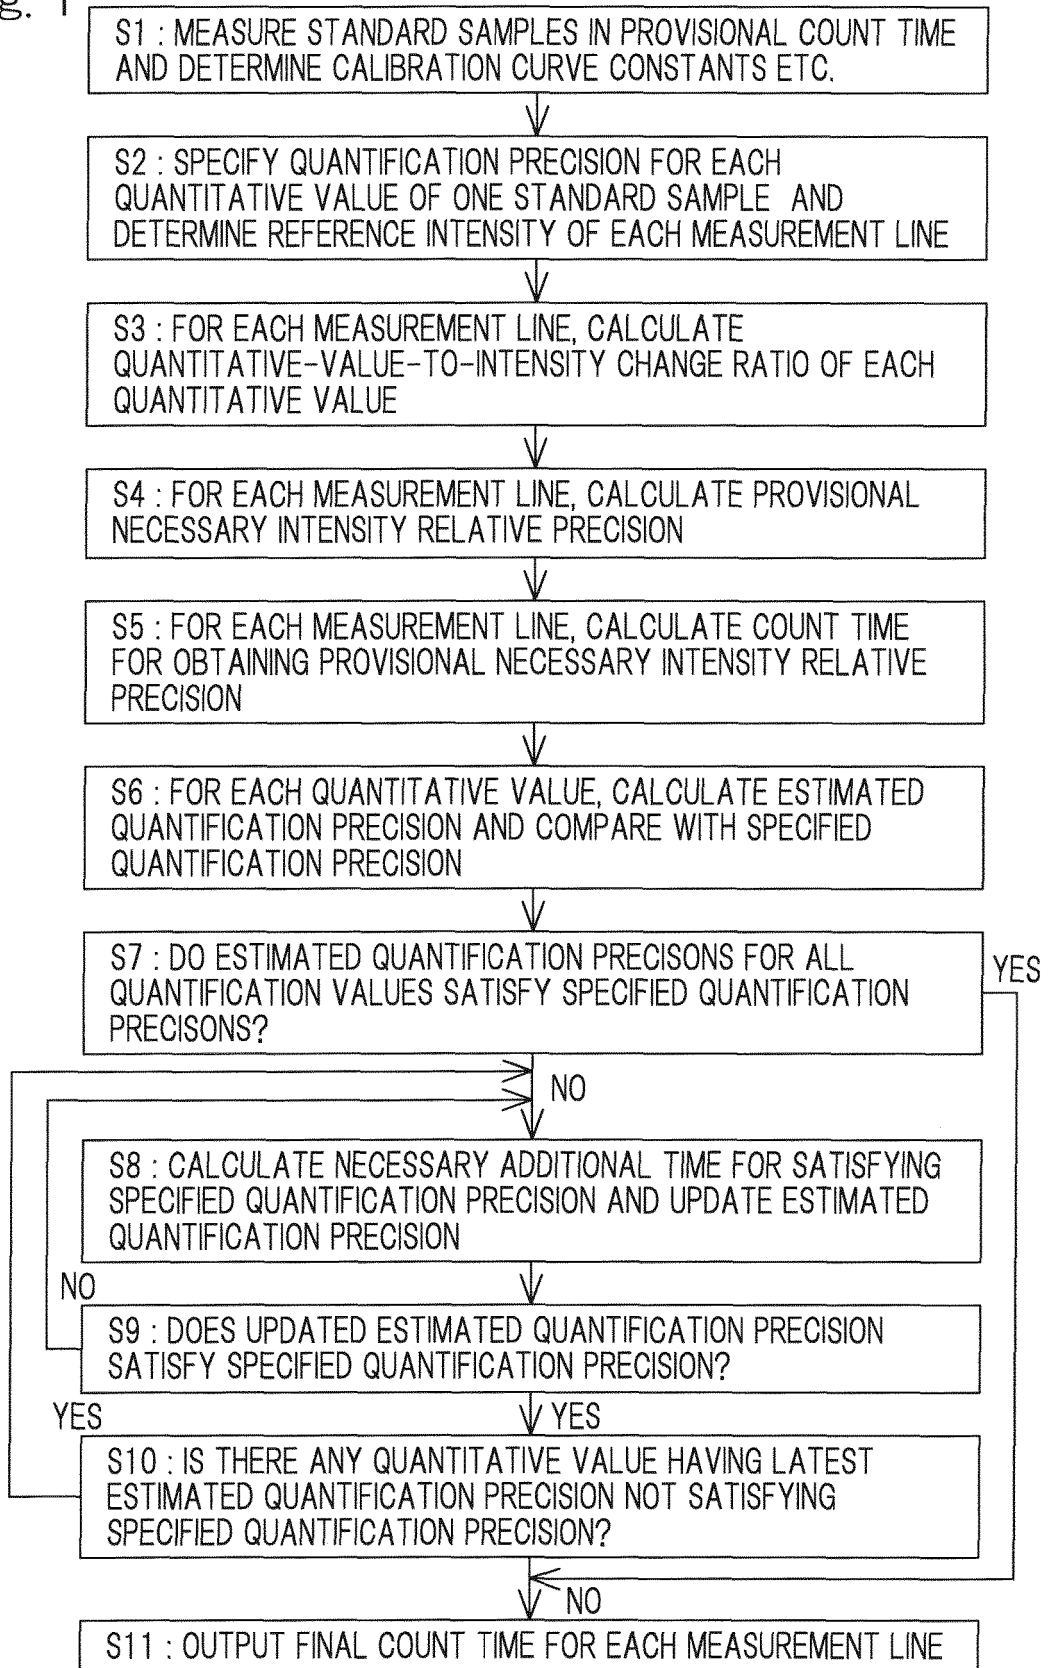 g. 1
S1 : MEASURE STANDARD SAMPLES IN PROVISIONAL COUNT TIME
AND DETERMINE CALIBRATION CURVE CONSTANTS ETC.
S2 : SPECIFY QUANTIFICATION PRECISION FOR EACH
QUANTITATIVE VALUE OF ONE STANDARD SAMPLE AND
DETERMINE REFERENCE INTENSITY OF EACH MEASUREMENT LINE
S3 : FOR EACH MEASUREMENT LINE, CALCULATE
QUANTITATIVE-VALUE-TO-INTENSITY CHANGE RATIO OF EACH
QUANTITATIVE VALUE
S4 : FOR EACH MEASUREMENT LINE, CALCULATE PROVISIONAL
NECESSARY INTENSITY RELATIVE PRECISION
S5 : FOR EACH MEASUREMENT LINE, CALCULATE COUNT TIME
FOR OBTAINING PROVISIONAL NECESSARY INTENSITY RELATIVE
PRECISION
S6 : FOR EACH QUANTITATIVE VALUE, CALCULATE ESTIMATED
QUANTIFICATION PRECISION AND COMPARE WITH SPECIFIED
QUANTIFICATION PRECISION
S7 : DO ESTIMATED QUANTIFICATION PRECISONS FOR ALL
QUANTIFICATION VALUES SATISFY SPECIFIED QUANTIFICATION
PRECISONS?
YES
NO
S8 : CALCULATE NECESSARY ADDITIONAL TIME FOR SATISFYING
SPECIFIED QUANTIFICATION PRECISION AND UPDATE ESTIMATED
QUANTIFICATION PRECISION
NO
S9 : DOES UPDATED ESTIMATED QUANTIFICATION PRECISION
SATISFY SPECIFIED QUANTIFICATION PRECISION?
YES
YES
S10 : IS THERE ANY QUANTITATIVE VALUE HAVING LATEST
ESTIMATED QUANTIFICATION PRECISION NOT SATISFYING
SPECIFIED QUANTIFICATION PRECISION?
NO
S11 : OUTPUT FINAL COUNT TIME FOR EACH MEASUREMENT LINE